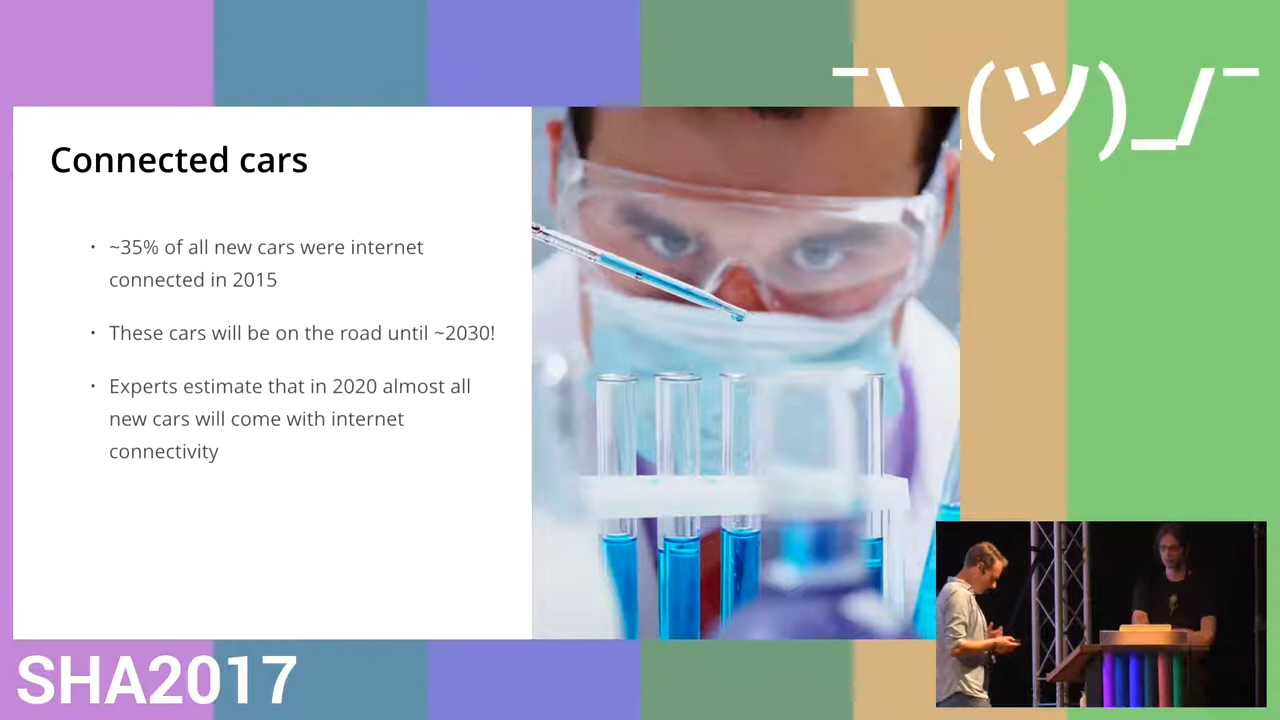 ¯\_(ツ)_/¯
Connected cars
· ~35% of all new cars were internet
connected in 2015
· These cars will be on the road until ~2030!
· Experts estimate that in 2020 almost all
new cars will come with internet
connectivity
SHA2017